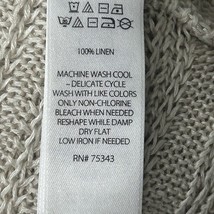 100% LINEN
MACHINE WASH COOL
– DELICATE CYCLE
WASH WITH LIKE COLORS
ONLY NON-CHLORINE
BLEACH WHEN NEEDED
RESHAPE WHILE DAMP
DRY FLAT
LOW IRON IF NEEDED
RN# 75343